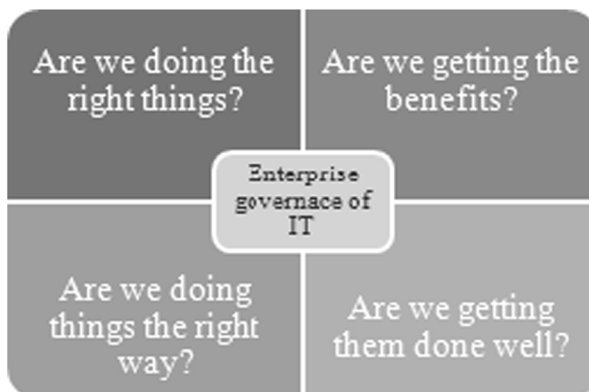 Are we doing the
right things?
Are we getting the
benefits?
Enterprise
governace of
IT
Are we doing
things the right
way?
Are we getting
them done well?